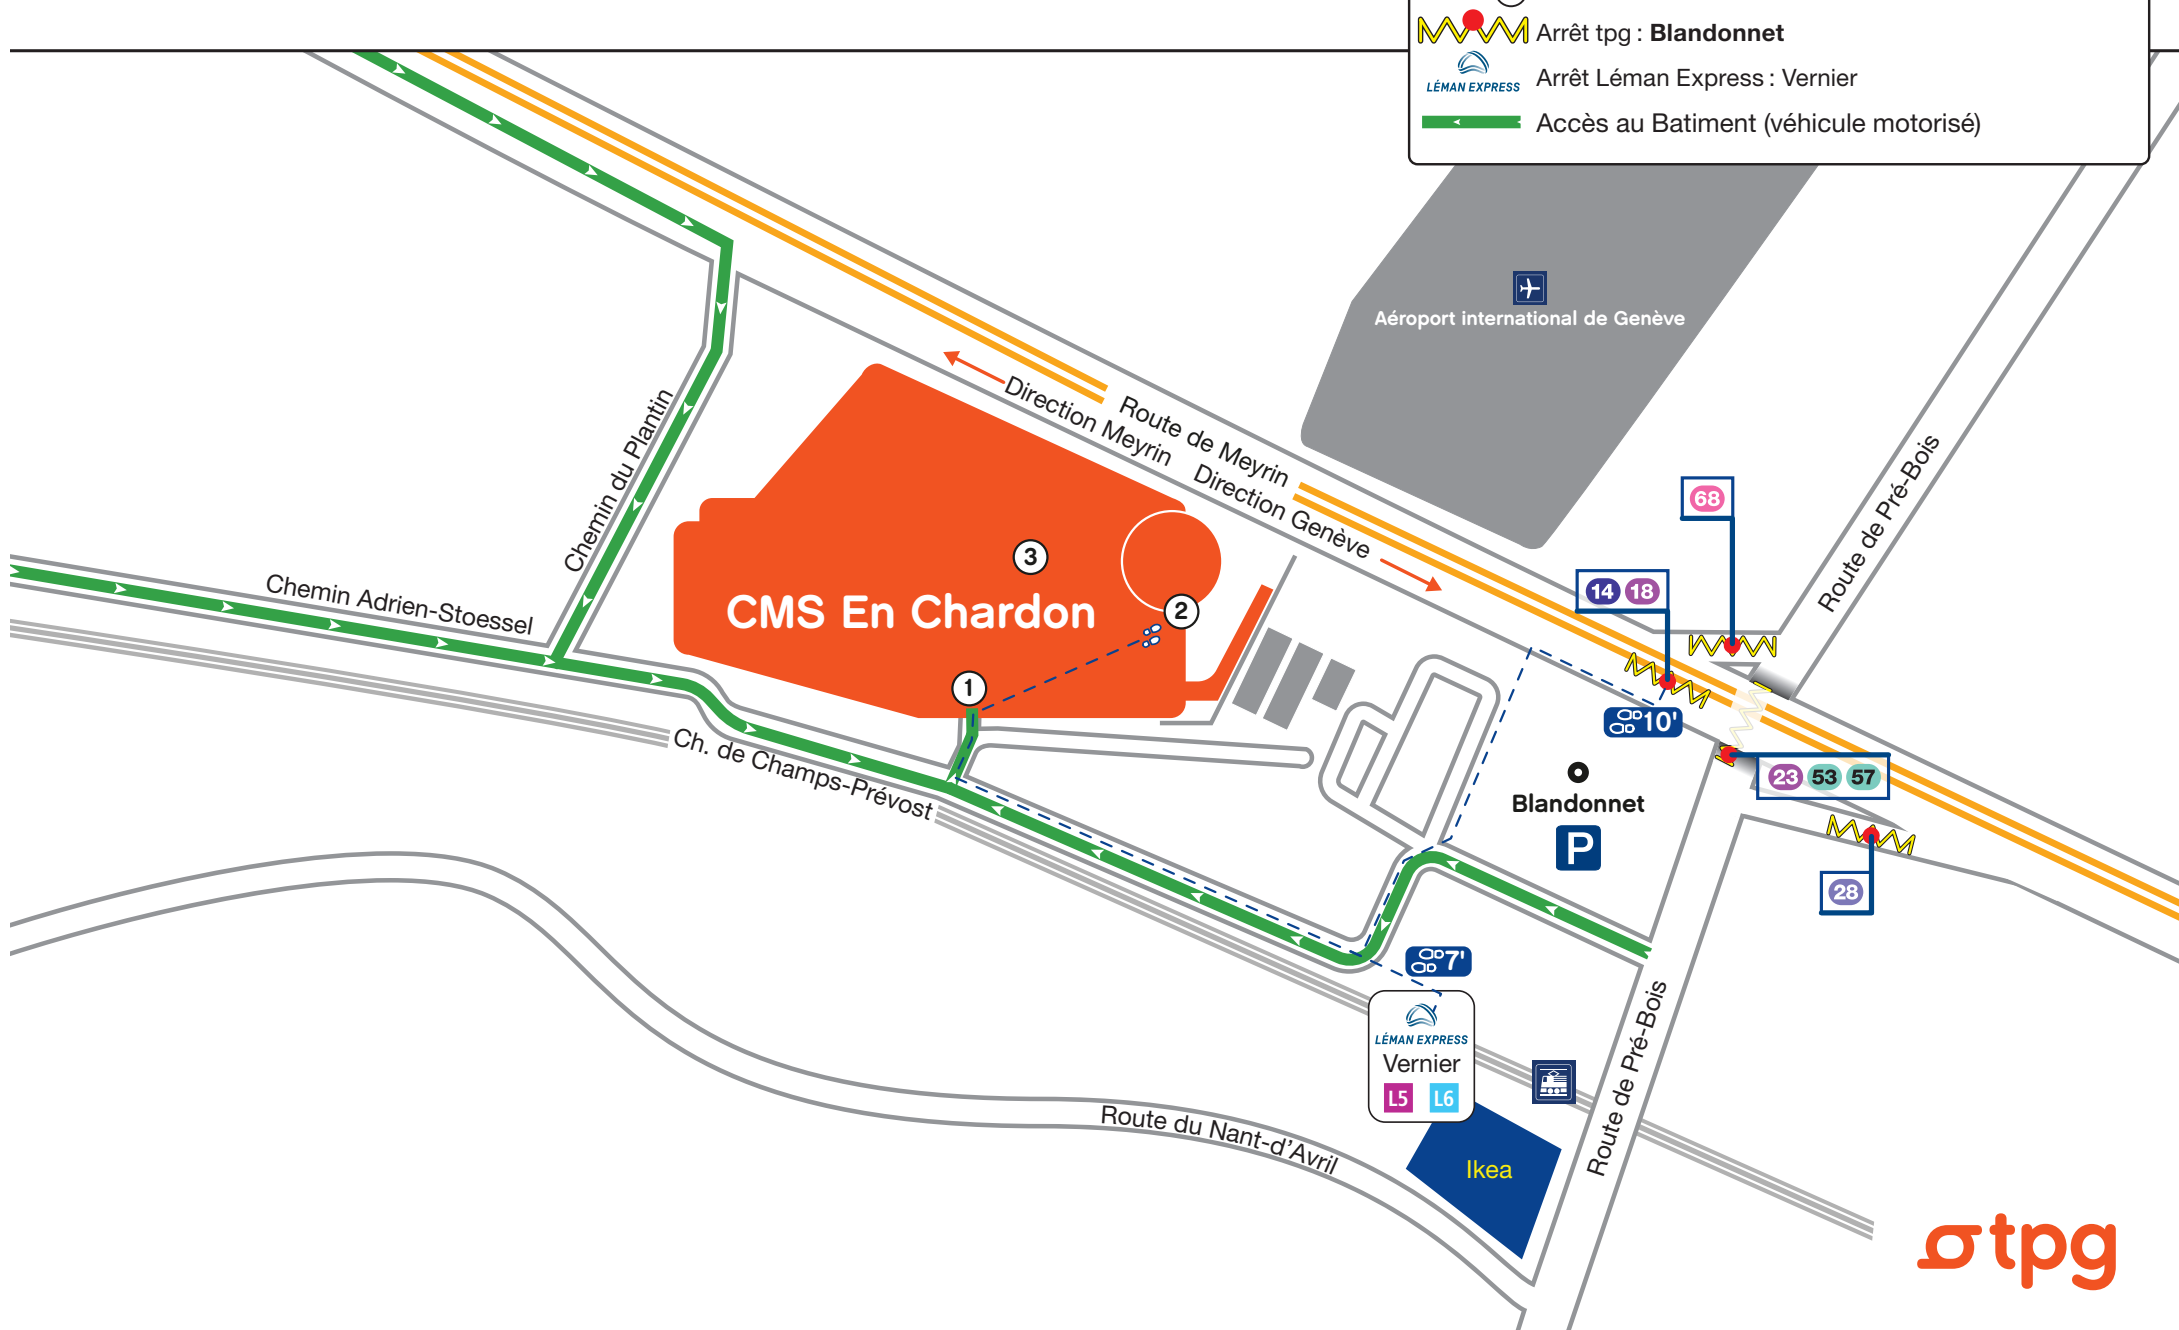 Arrêt tpg : Blandonnet
LÉMAN EXPRESS
Arrêt Léman Express : Vernier
Accès au Batiment (véhicule motorisé)
Aéroport international de Genève
Direction Meyrin
Route de Meyrin
Direction Genève
Route de Pré-Bois
Chemin du Plantin
68
14 18
3
Chemin Adrien-Stoessel
CMS En Chardon
2
1
10'
Ch. de Champs-Prévost
23 53 57
Blandonnet
P
28
7'
LÉMAN EXPRESS
Vernier
L5 L6
Route de Pré-Bois
Route du Nant-d'Avril
Ikea
tpg